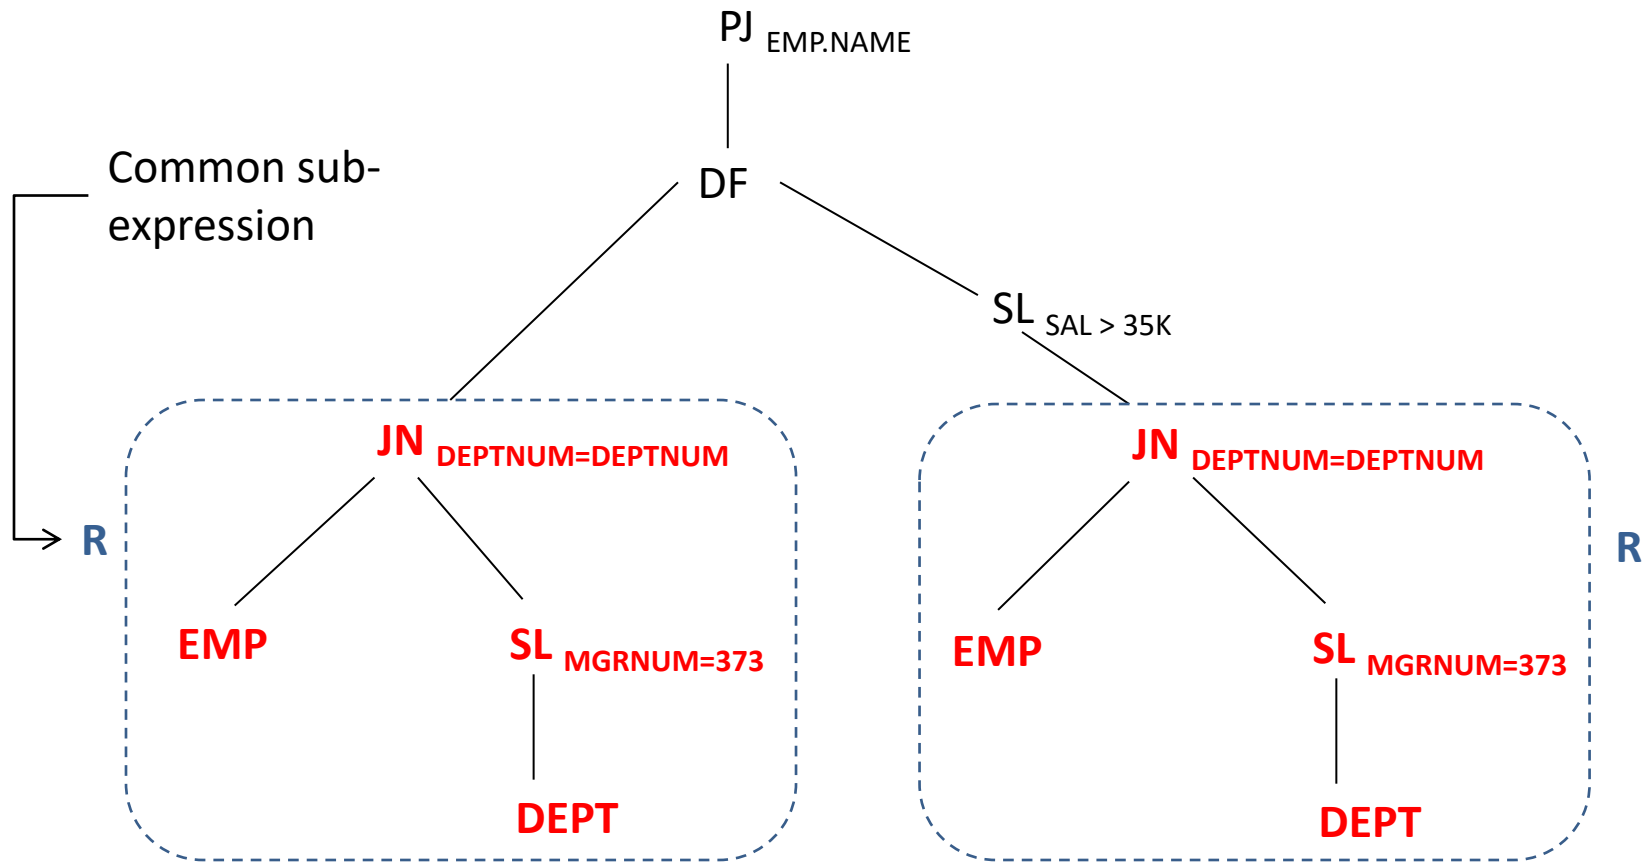 PJ EMP.NAME
Common sub-
expression
DF
SL SAL > 35K
JN DEPTNUM=DEPTNUM
JN DEPTNUM=DEPTNUM
R
R
EMP
SL MGRNUM=373
EMP
SL MGRNUM=373
DEPT
DEPT